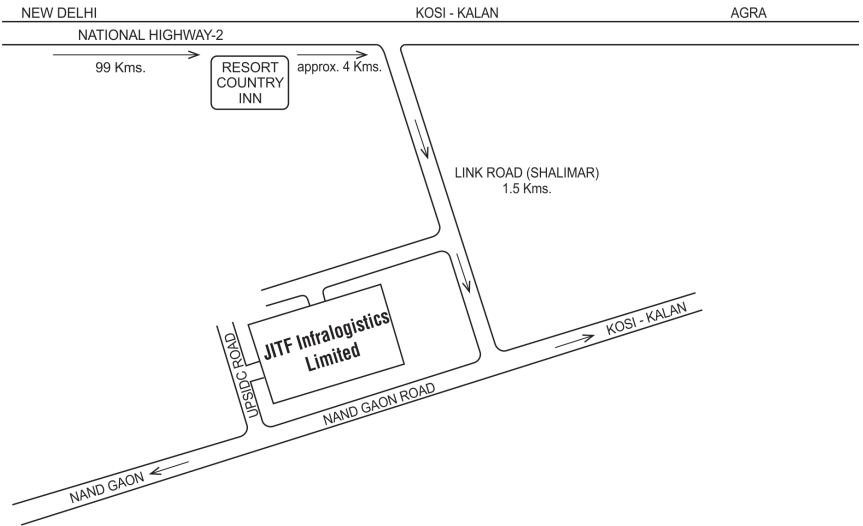 NEW DELHI
KOSI - KALAN
AGRA
NATIONAL HIGHWAY-2
99 Kms.
RESORT
COUNTRY
INN
approx. 4 Kms.
LINK ROAD (SHALIMAR)
1.5 Kms.
JITF Infralogistics
Limited
UPSIDC ROAD
KOSI - KALAN
NAND GAON ROAD
NAND GAON